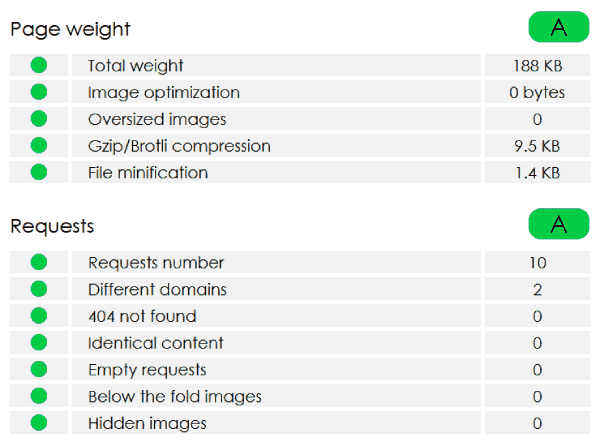 Page weight A
Total weight 188 KB
Image optimization 0 bytes
Oversized images 0
Gzip/Brotli compression 9.5 KB
File minification 1.4 KB
Requests A
Requests number 10
Different domains 2
404 not found 0
Identical content 0
Empty requests 0
Below the fold images 0
Hidden images 0